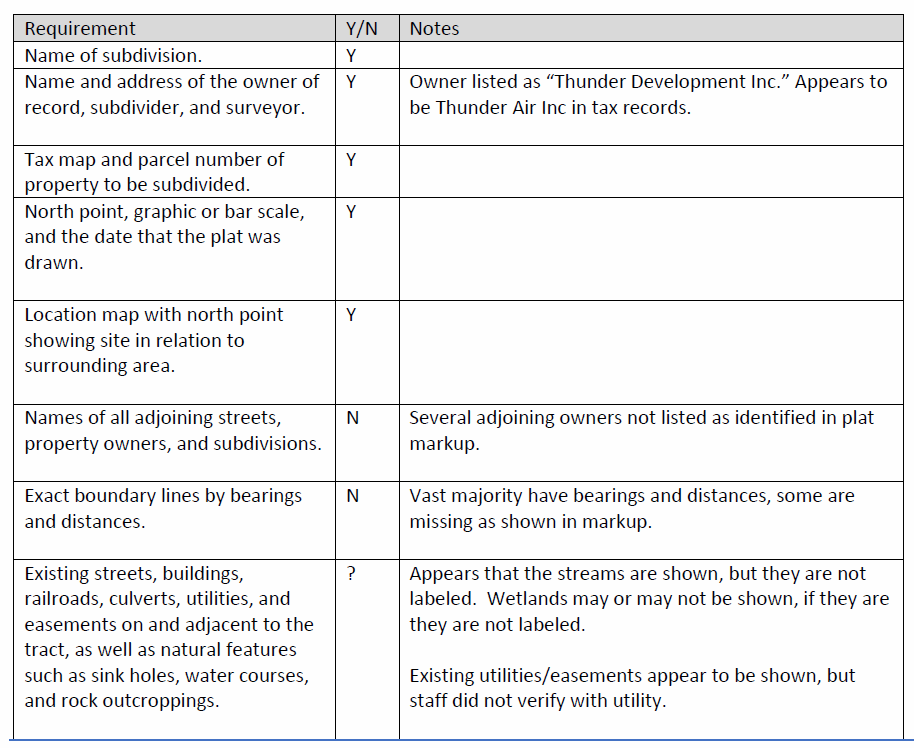 Requirement Y/N Notes
Name of subdivision. Y
Name and address of the owner of Y Owner listed as “Thunder Development Inc.” Appears to
record, subdivider, and surveyor. be Thunder Air Inc in tax records.
Tax map and parcel number of Y
property to be subdivided.
North point, graphic or bar scale, Y
and the date that the plat was
drawn.
Location map with north point Y
showing site in relation to
surrounding area.
Names of all adjoining streets, N Several adjoining owners not listed as identified in plat
property owners, and subdivisions. markup.
Exact boundary lines by bearings N Vast majority have bearings and distances, some are
and distances. missing as shown in markup.
Existing streets, buildings, ? Appears that the streams are shown, but they are not
railroads, culverts, utilities, and labeled.  Wetlands may or may not be shown, if they are
easements on and adjacent to the they are not labeled.
tract, as well as natural features
such as sink holes, water courses, Existing utilities/easements appear to be shown, but
and rock outcroppings. staff did not verify with utility.